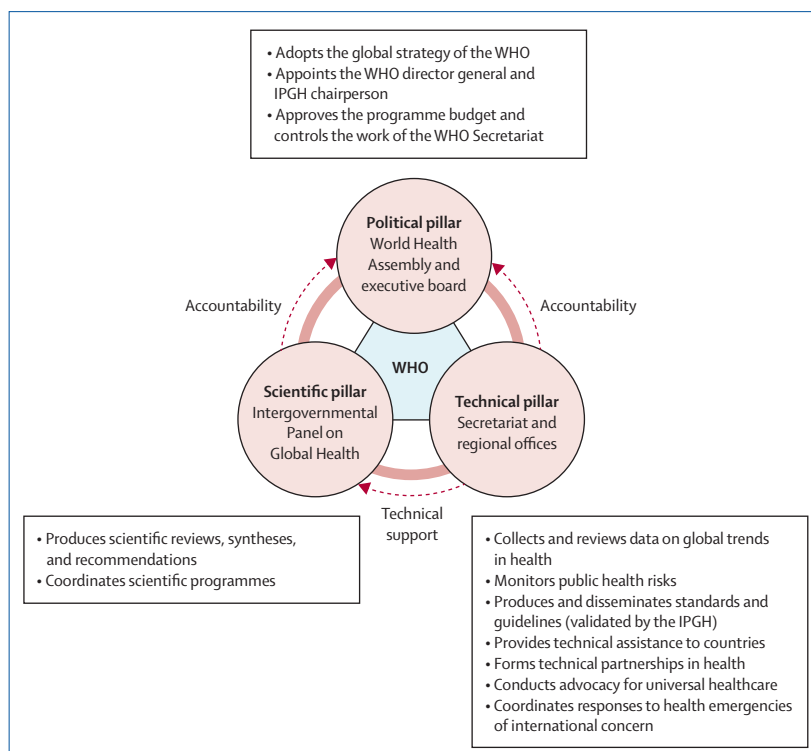 • Adopts the global strategy of the WHO
• Appoints the WHO director general and
IPGH chairperson
• Approves the programme budget and
controls the work of the WHO Secretariat
Political pillar
World Health
Assembly and
executive board
Accountability
Accountability
WHO
Scientific pillar
Intergovernmental
Panel on
Global Health
Technical pillar
Secretariat and
regional offices
Technical
support
• Produces scientific reviews, syntheses,
and recommendations
• Coordinates scientific programmes
• Collects and reviews data on global trends
in health
• Monitors public health risks
• Produces and disseminates standards and
guidelines (validated by the IPGH)
• Provides technical assistance to countries
• Forms technical partnerships in health
• Conducts advocacy for universal healthcare
• Coordinates responses to health emergencies
of international concern